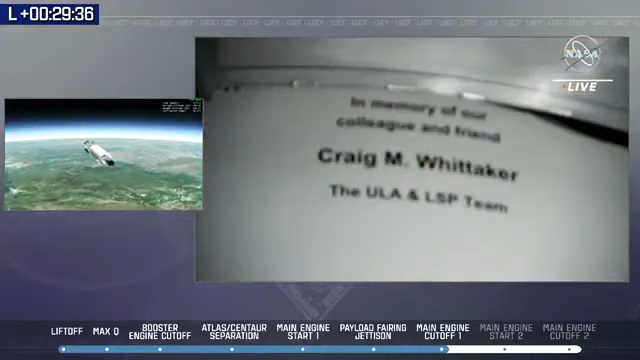 L +00:29:36
NASA
LIVE
In memory of our
colleague and friend
Craig M. Whittaker
The ULA & LSP Team
LIFTOFF
MAX Q
BOOSTER
ENGINE CUTOFF
ATLAS/CENTAUR
SEPARATION
MAIN ENGINE
START 1
PAYLOAD FAIRING
JETTISON
MAIN ENGINE
CUTOFF 1
MAIN ENGINE
START 2
MAIN ENGINE
CUTOFF 2